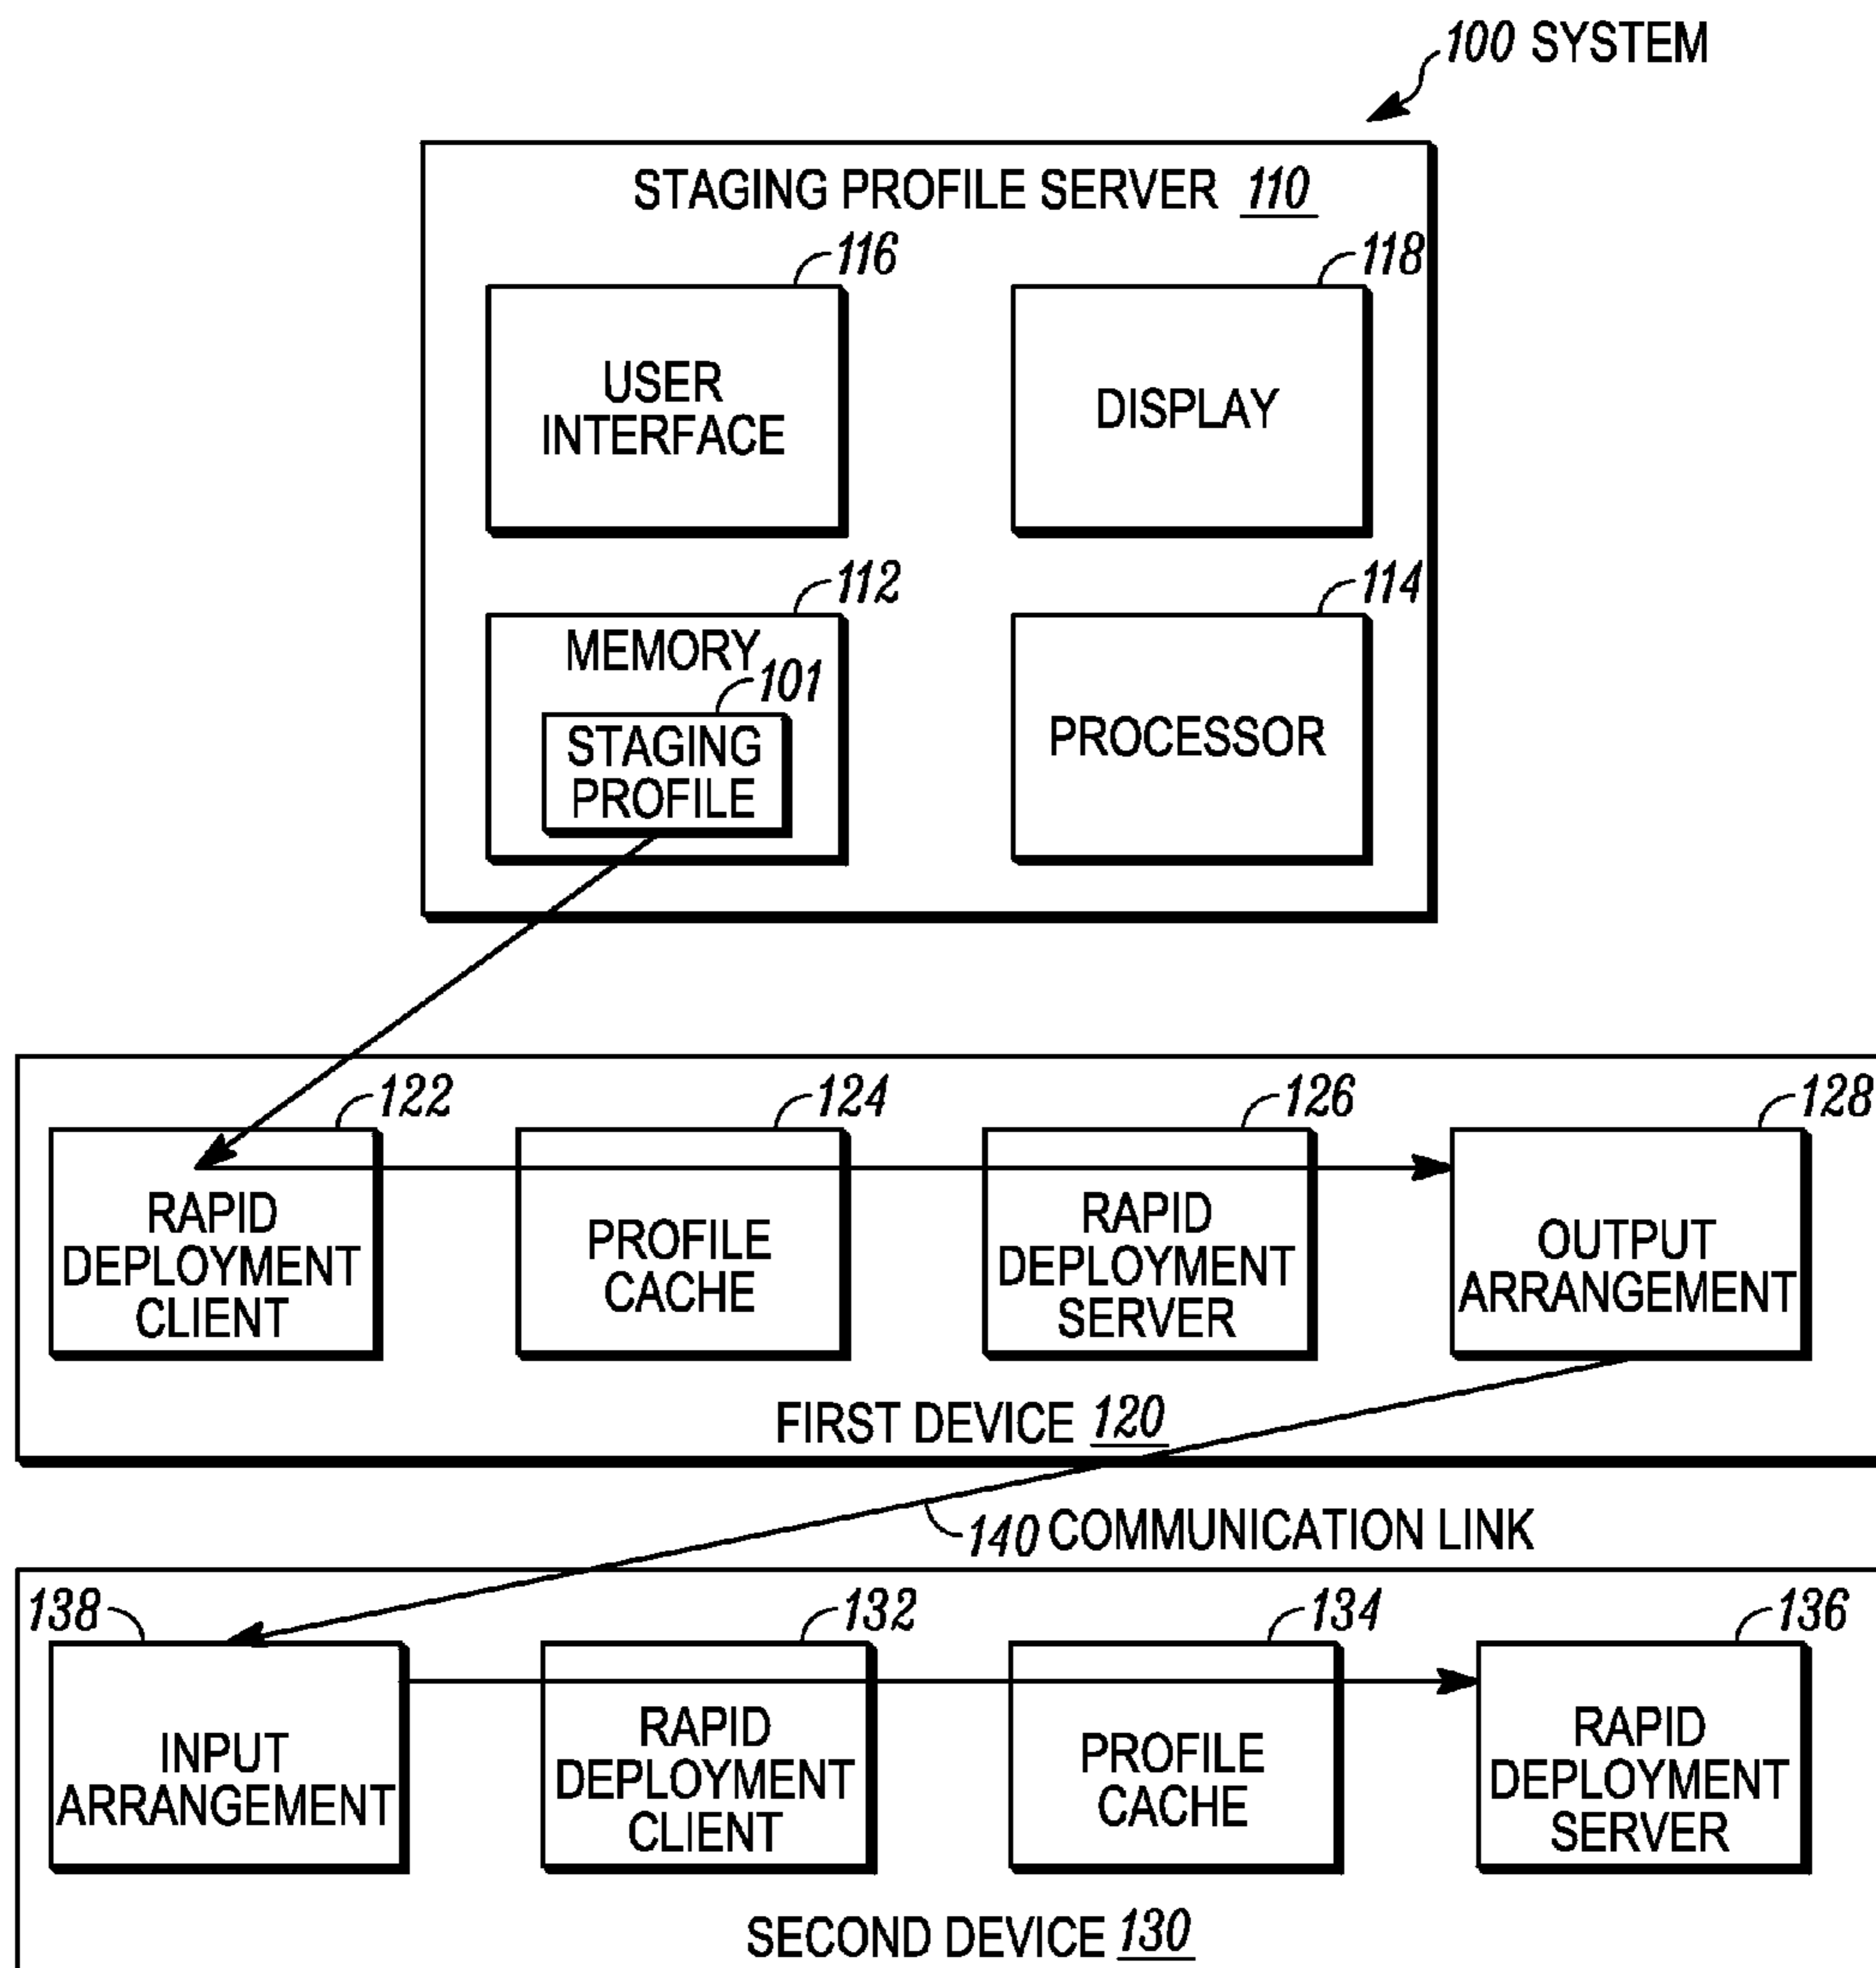 100 SYSTEM
STAGING PROFILE SERVER 110
116
118
USER
INTERFACE
DISPLAY
112
114
MEMORY
101
STAGING
PROFILE
PROCESSOR
122
124
126
128
RAPID
DEPLOYMENT
CLIENT
PROFILE
CACHE
RAPID
DEPLOYMENT
SERVER
OUTPUT
ARRANGEMENT
FIRST DEVICE 120
140 COMMUNICATION LINK
138
132
134
136
INPUT
ARRANGEMENT
RAPID
DEPLOYMENT
CLIENT
PROFILE
CACHE
RAPID
DEPLOYMENT
SERVER
SECOND DEVICE 130